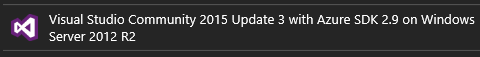 Visual Studio Community 2015 Update 3 with Azure SDK 2.9 on Windows
Server 2012 R2